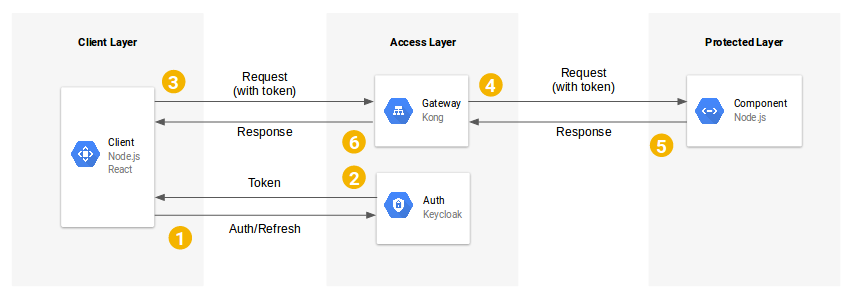 Client Layer
Access Layer
Protected Layer
3
Request
(with token)
4
Request
(with token)
Gateway
Kong
Component
Node.js
Response
6
Response
5
Client
Node.js
React
Token
2
Auth
Keycloak
1
Auth/Refresh